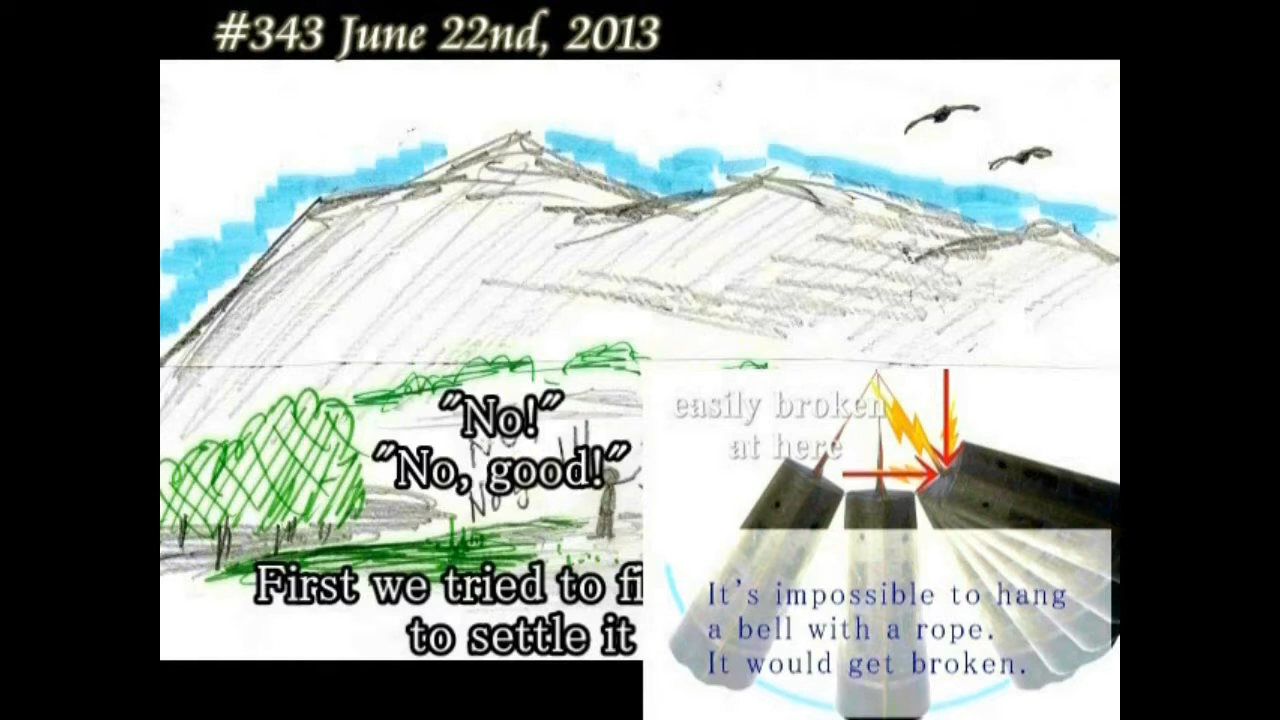 #343 June 22nd, 2013
"No!"
"No, good!"
First we tried to fi
to settle it
easily broken
at here
It's impossible to hang
a bell with a rope.
It would get broken.